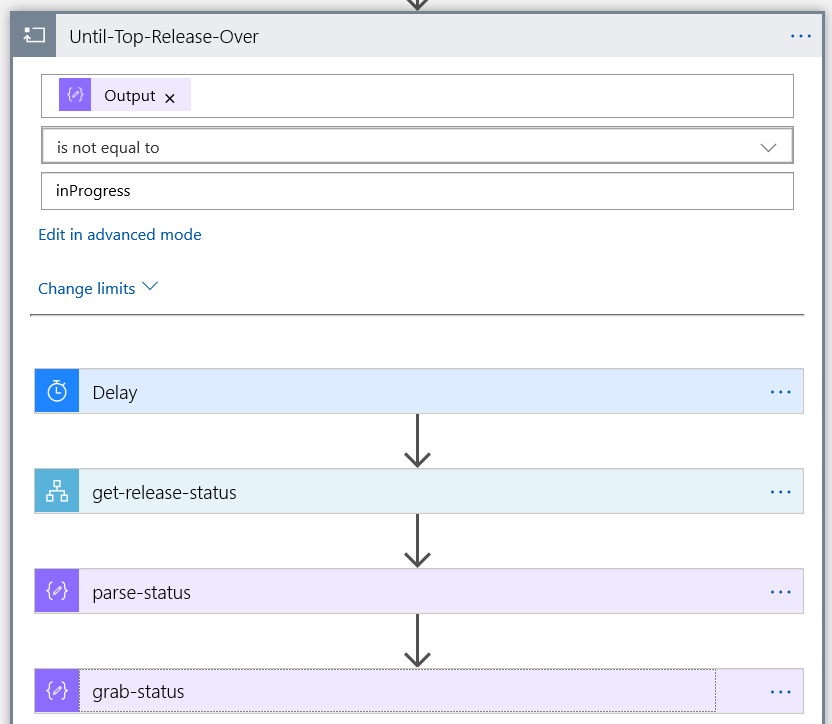 Until-Top-Release-Over
Output
is not equal to
inProgress
Edit in advanced mode
Change limits
Delay
get-release-status
parse-status
grab-status